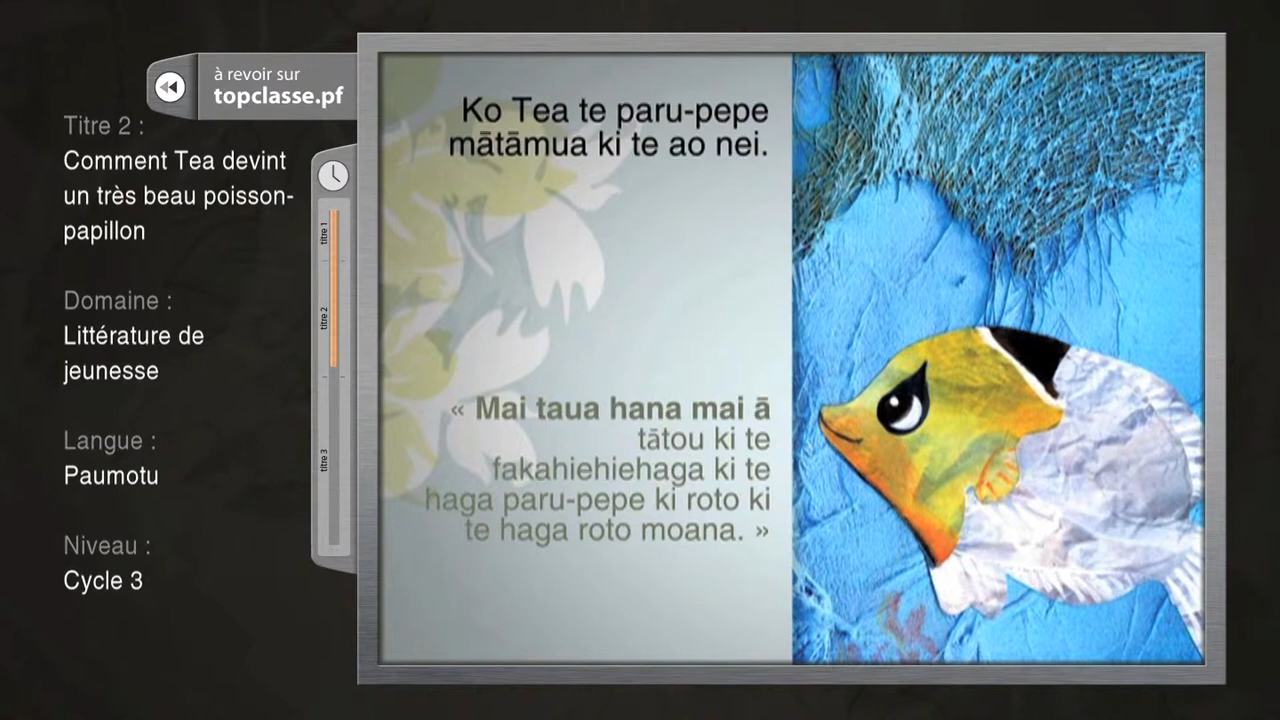 à revoir sur
topclasse.pf
Titre 2 :
Comment Tea devint
un très beau poisson-
papillon
Domaine :
Littérature de
jeunesse
Langue :
Paumotu
Niveau :
Cycle 3
titre 1
titre 2
titre 3
Ko Tea te paru-pepe
mātāmua ki te ao nei.
« Mai taua hana mai ā
tātou ki te
fakahiehiehaga ki te
haga paru-pepe ki roto ki
te haga roto moana. »